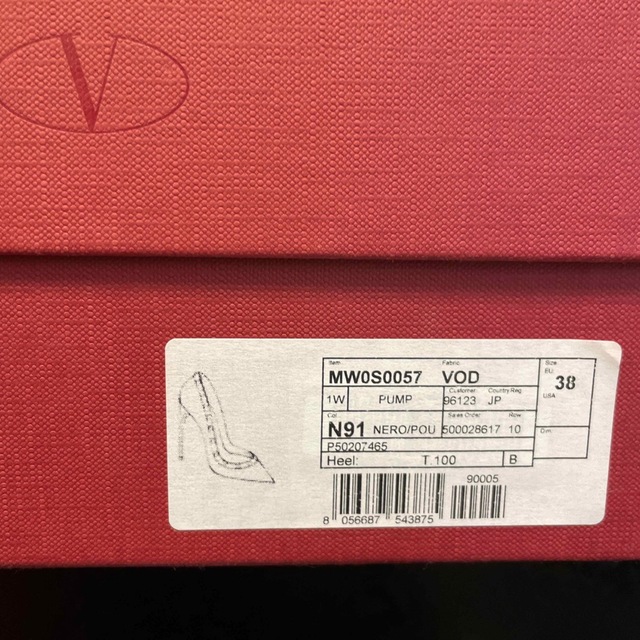 V
Item Fabric Size
MW0S0057 VOD EU 38
Customer Country Reg. USA
1W PUMP 96123 JP
Col. Sales Order Row
N91 NERO/POU 500028617 10
P50207465
Heel: T.100 B
90005
8 056687 543875